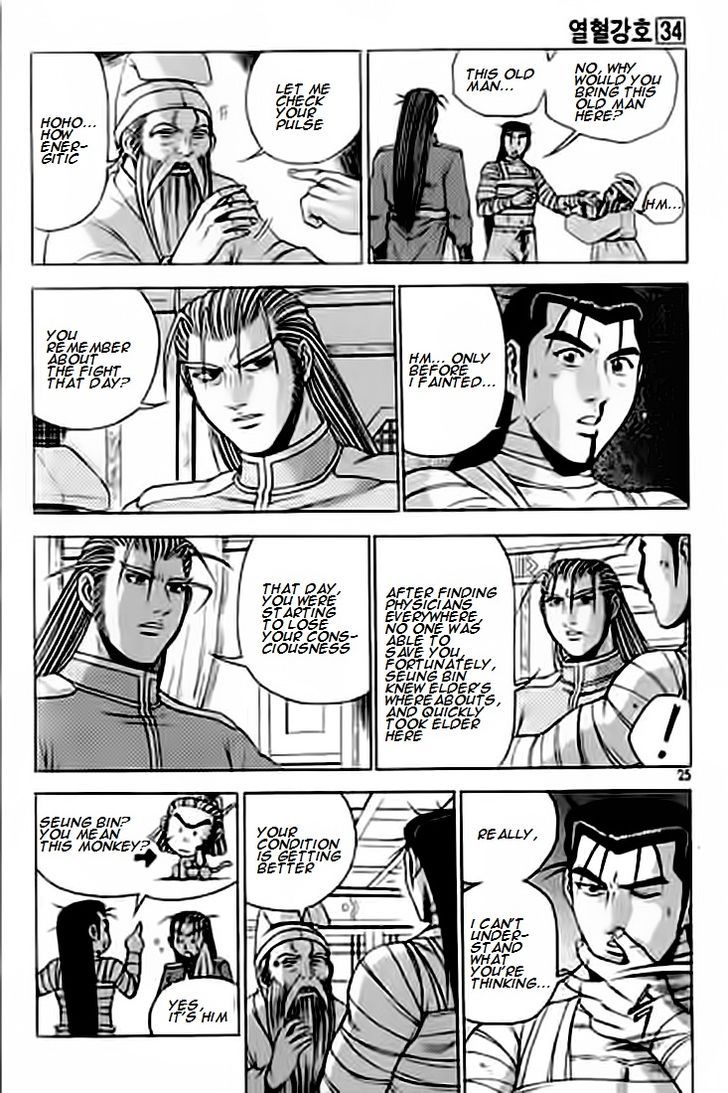 열혈강호 34
HOHO...
HOW
ENER-
GITIC
LET ME
CHECK
YOUR
PULSE
THIS OLD
MAN...
NO, WHY
WOULD YOU
BRING THIS
OLD MAN
HERE?
HM...
YOU
REMEMBER
ABOUT
THE FIGHT
THAT DAY?
HM... ONLY
BEFORE
I FAINTED...
THAT DAY,
YOU WERE
STARTING
TO LOSE
YOUR CONS-
CIOUSNESS
AFTER FINDING
PHYSICIANS
EVERYWHERE,
NO ONE WAS
ABLE TO
SAVE YOU,
FORTUNATELY,
SEUNG BIN
KNEW ELDER'S
WHEREABOUTS,
AND QUICKLY
TOOK ELDER
HERE
!
25
SEUNG BIN?
YOU MEAN
THIS MONKEY?
YES,
IT'S HIM
YOUR
CONDITION
IS GETTING
BETTER
REALLY,
I CAN'T
UNDER-
STAND
WHAT
YOU'RE
THINKING...